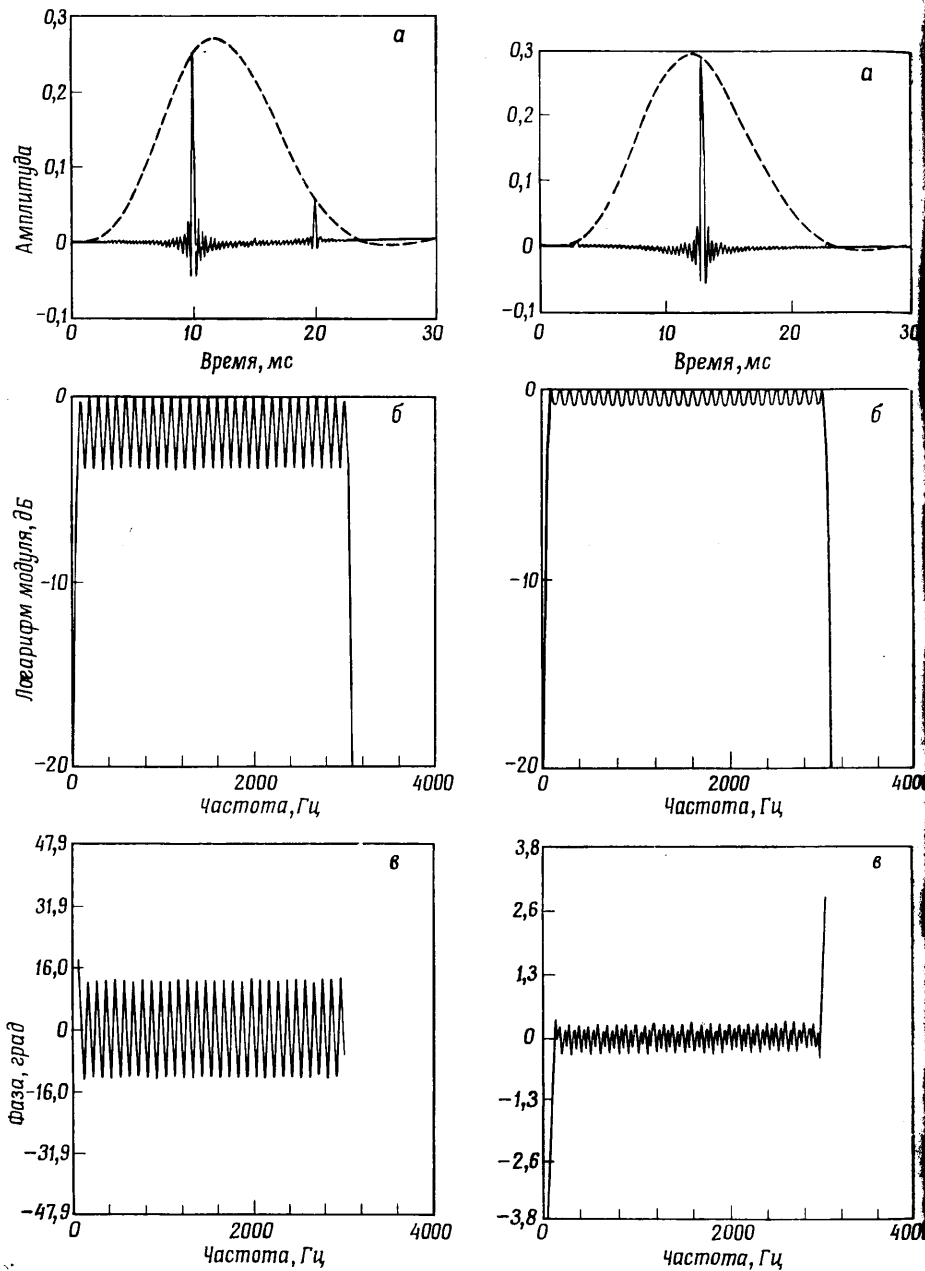 0,3
0,2
0,1
0
-0,1
Амплитуда
а
0 10 20 30
Время, мс
0,3
0,2
0,1
0
-0,1
а
0 10 20 30
Время, мс
0
-10
-20
Логарифм модуля, дБ
б
0 2000 4000
Частота, Гц
0
-10
-20
б
0 2000 4000
Частота, Гц
47,9
31,9
16,0
0
-16,0
-31,9
-47,9
Фаза, град
в
0 2000 4000
Частота, Гц
3,8
2,6
1,3
0
-1,3
-2,6
-3,8
в
0 2000 4000
Частота, Гц